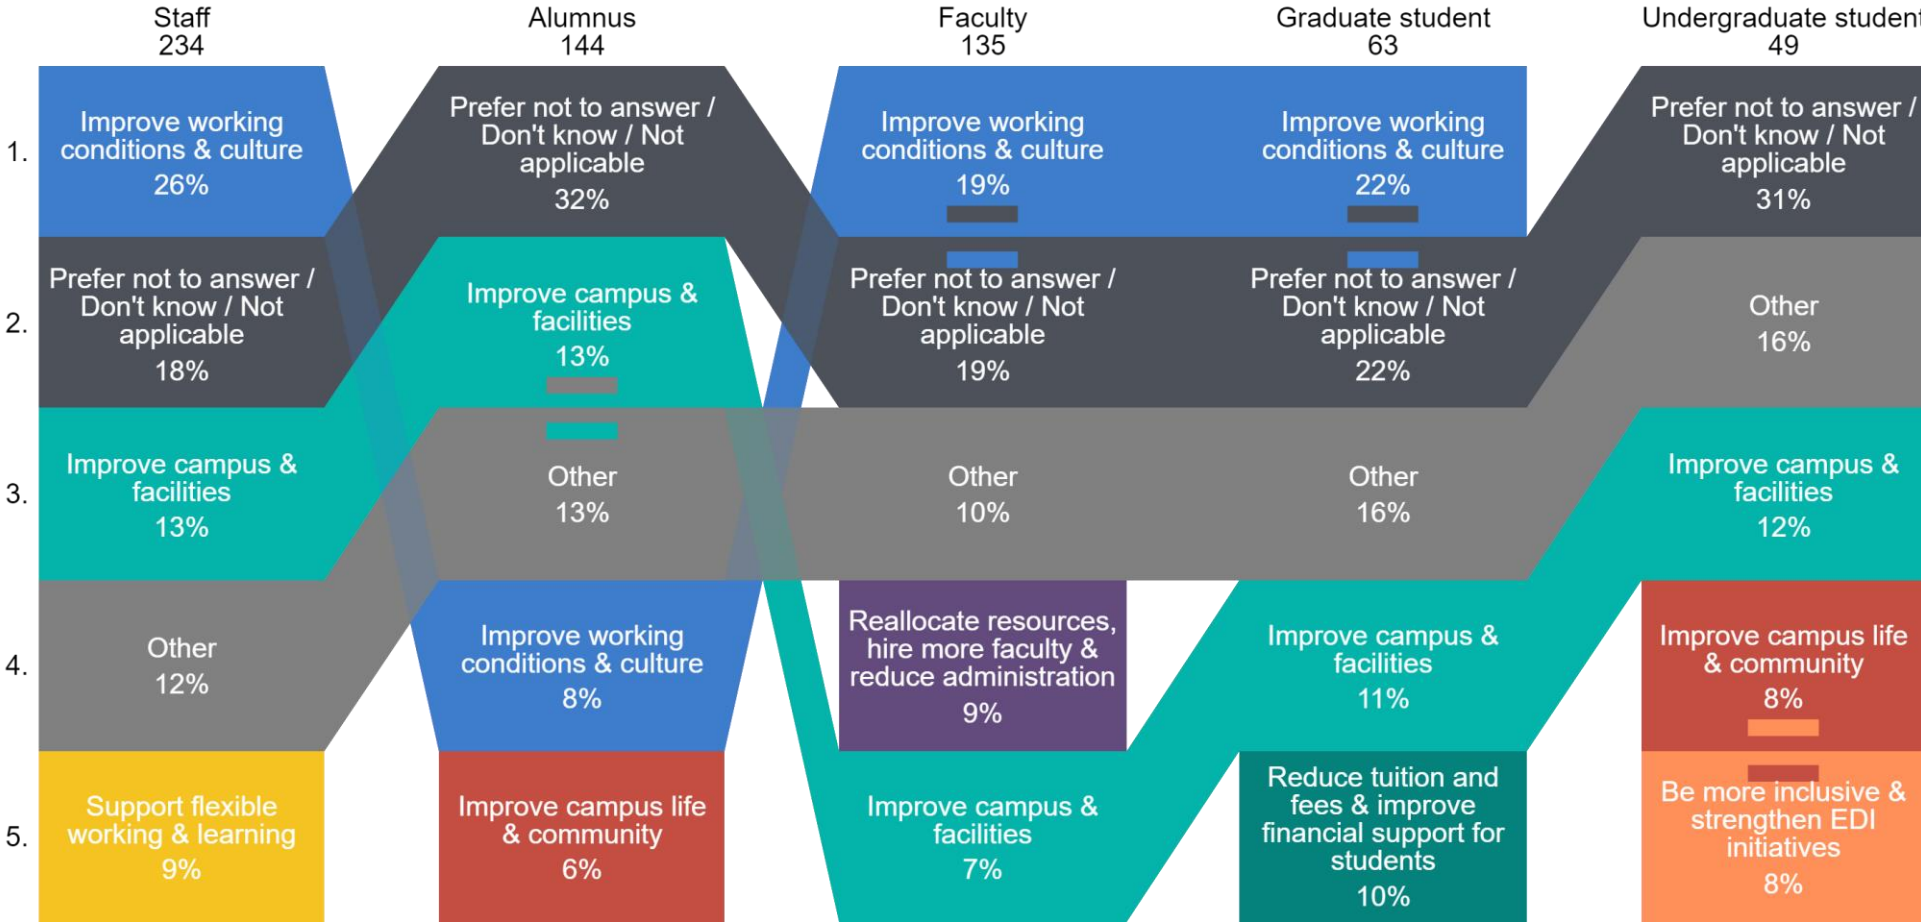 Staff
234
Alumnus
144
Faculty
135
Graduate student
63
Undergraduate student
49
1.
Improve working
conditions & culture
26%
Prefer not to answer /
Don't know / Not
applicable
32%
Improve working
conditions & culture
19%
Improve working
conditions & culture
22%
Prefer not to answer /
Don't know / Not
applicable
31%
2.
Prefer not to answer /
Don't know / Not
applicable
18%
Improve campus &
facilities
13%
Prefer not to answer /
Don't know / Not
applicable
19%
Prefer not to answer /
Don't know / Not
applicable
22%
Other
16%
3.
Improve campus &
facilities
13%
Other
13%
Other
10%
Other
16%
Improve campus &
facilities
12%
4.
Other
12%
Improve working
conditions & culture
8%
Reallocate resources,
hire more faculty &
reduce administration
9%
Improve campus &
facilities
11%
Improve campus life
& community
8%
5.
Support flexible
working & learning
9%
Improve campus life
& community
6%
Improve campus &
facilities
7%
Reduce tuition and
fees & improve
financial support for
students
10%
Be more inclusive &
strengthen EDI
initiatives
8%